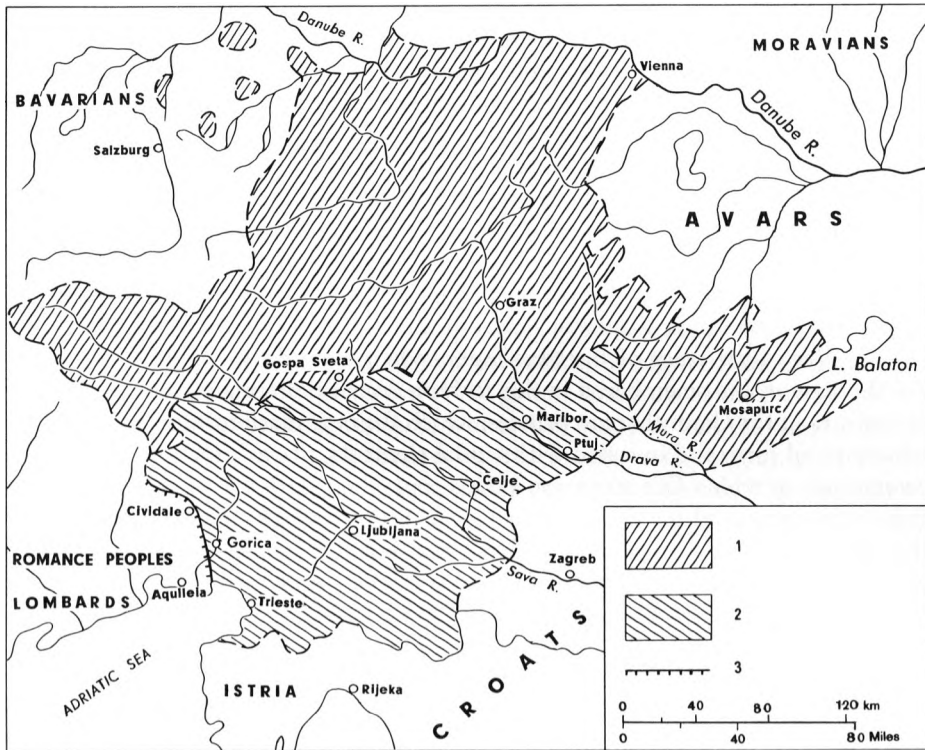 Danube R.
MORAVIANS
Vienna
BAVARIANS
Danube R.
Salzburg
AVARS
Graz
Gospa Sveta
L. Balaton
Mosapurc
Maribor
Mura R.
Ptuj
Drava R.
Celje
Cividale
Ljubljana
Gorica
ROMANCE PEOPLES
Zagreb
Sava R.
LOMBARDS
Aquileia
Trieste
CROATS
ADRIATIC SEA
ISTRIA
Rijeka
1
2
3
0 40 80 120 km
0 40 80 Miles